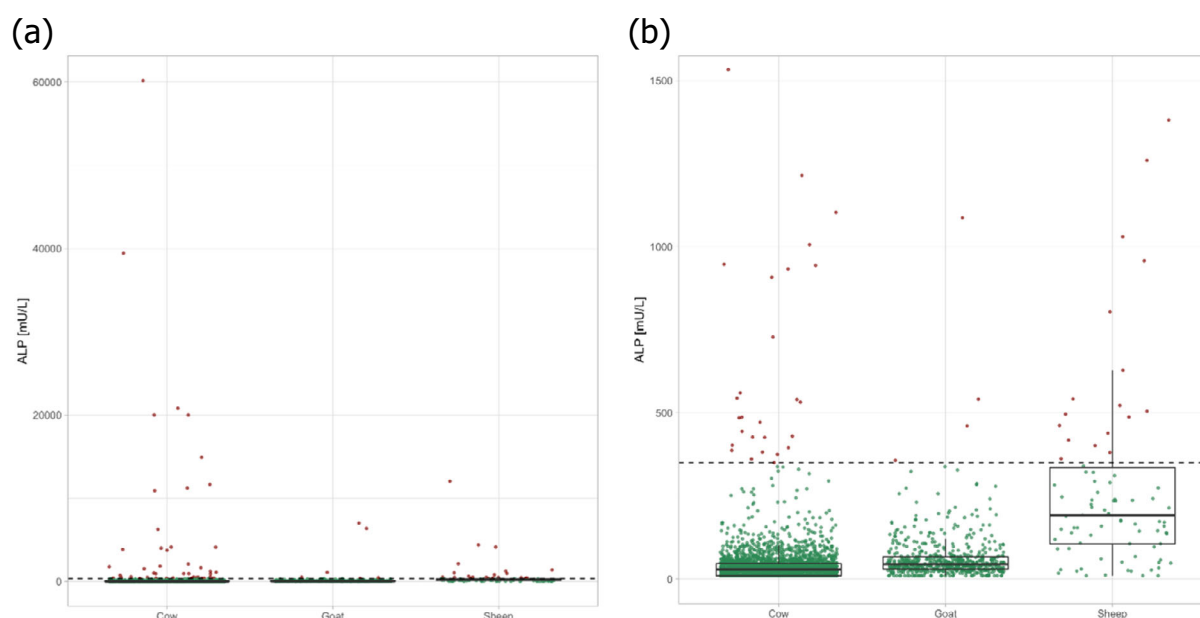 (a)
(b)
60000
40000
20000
0
ALP [mU/L]
Cow
Goat
Sheep
1500
1000
500
0
ALP [mU/L]
Cow
Goat
Sheep